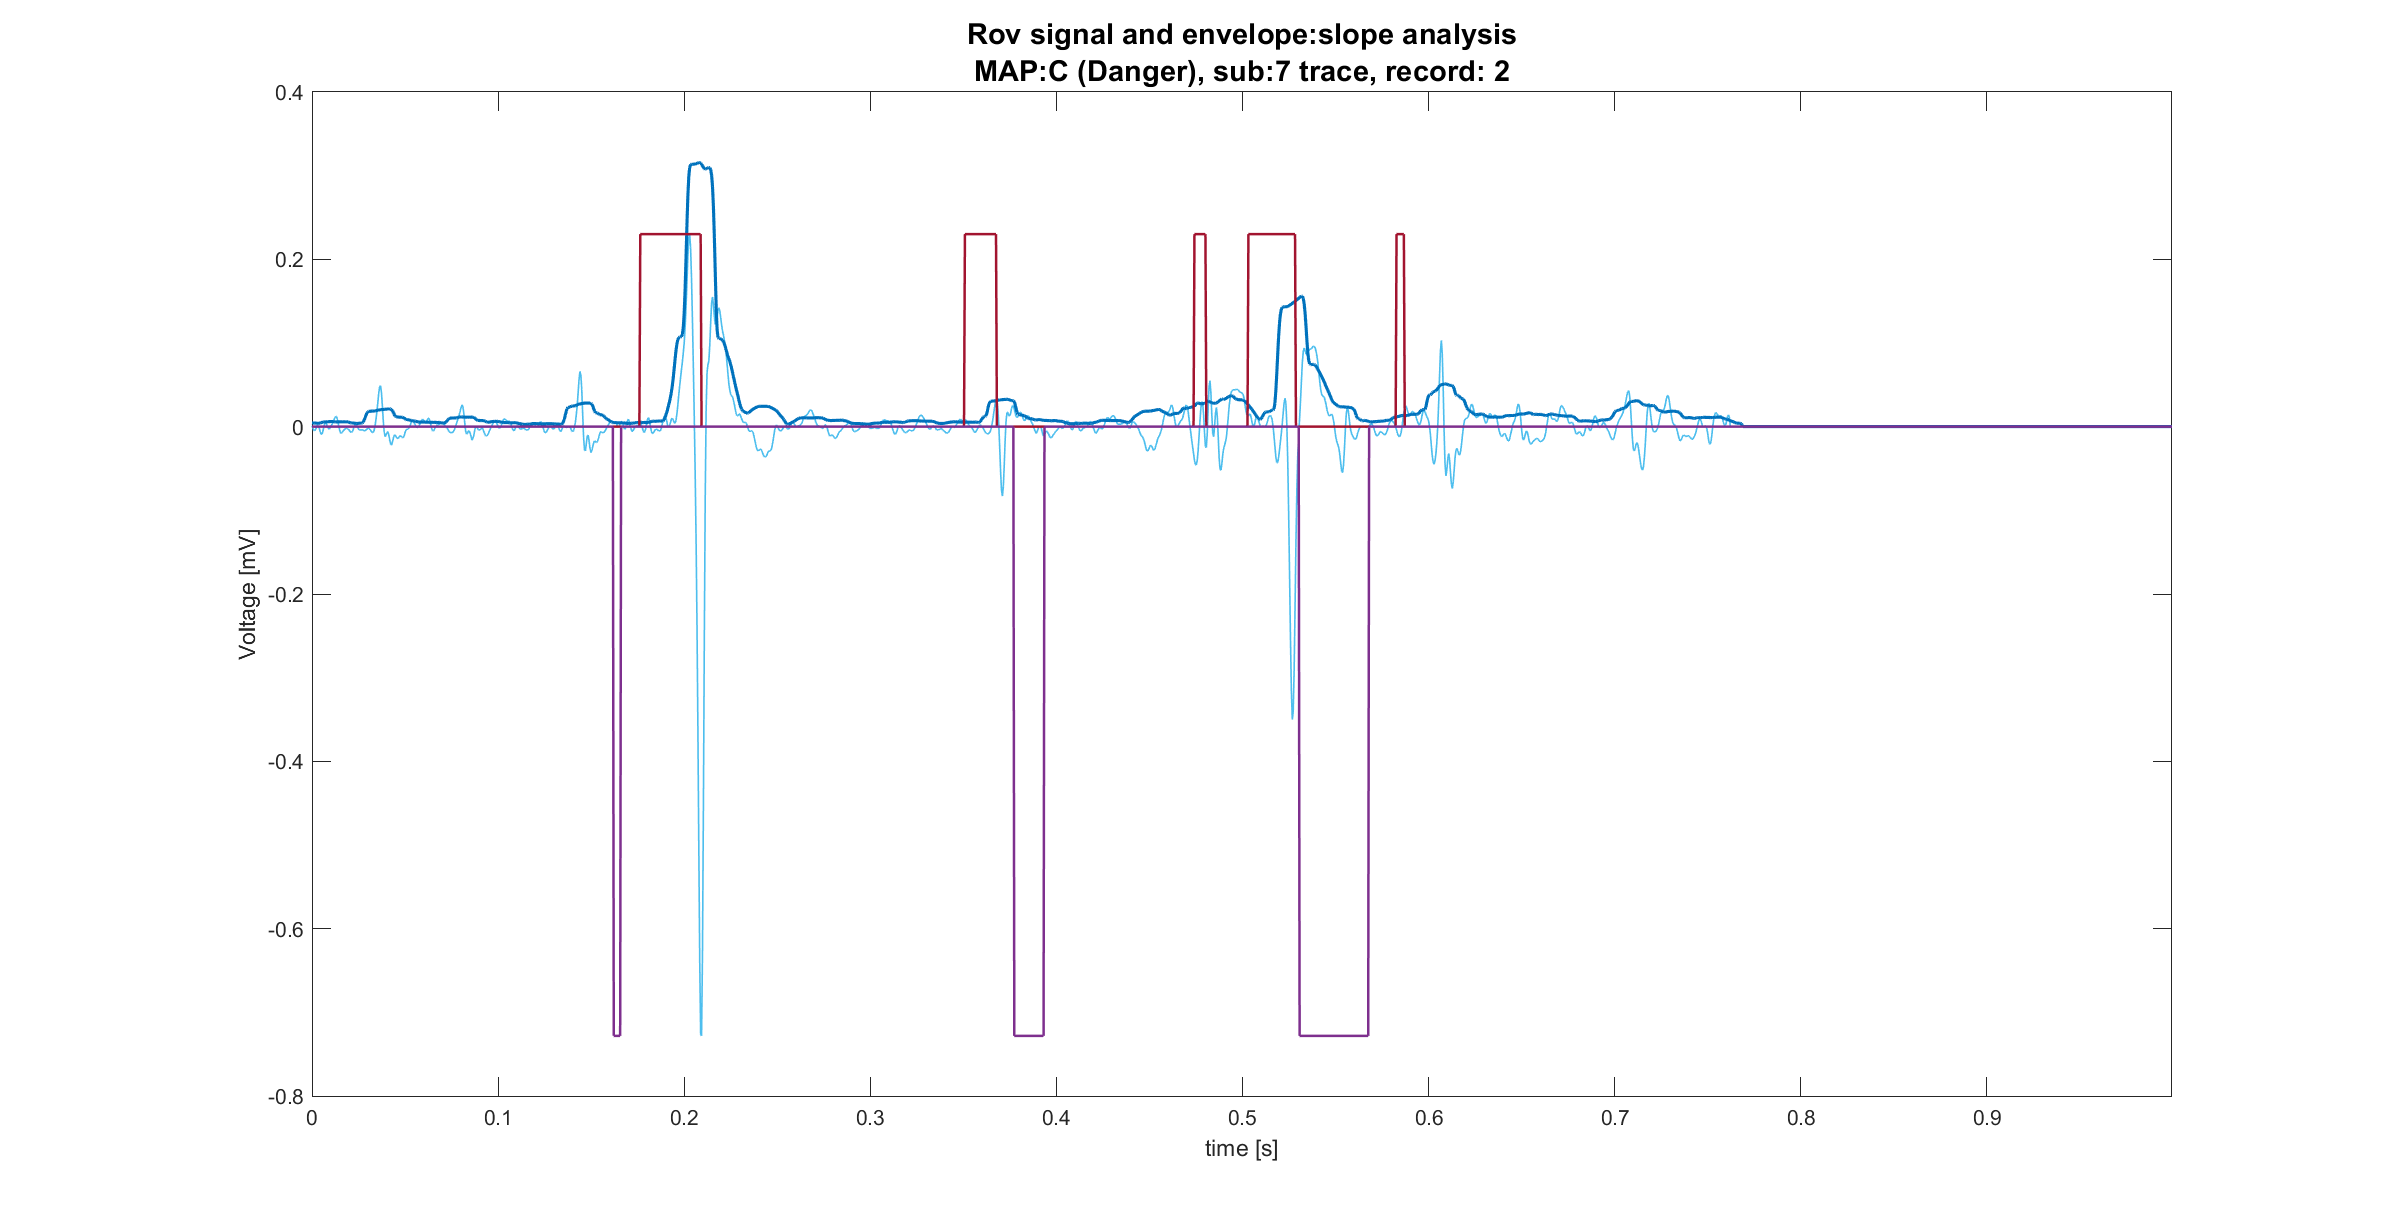 Rov signal and envelope:slope analysis
MAP:C (Danger), sub:7 trace, record: 2
0.4
0.2
0
-0.2
-0.4
-0.6
-0.8
Voltage [mV]
0 0.1 0.2 0.3 0.4 0.5 0.6 0.7 0.8 0.9
time [s]